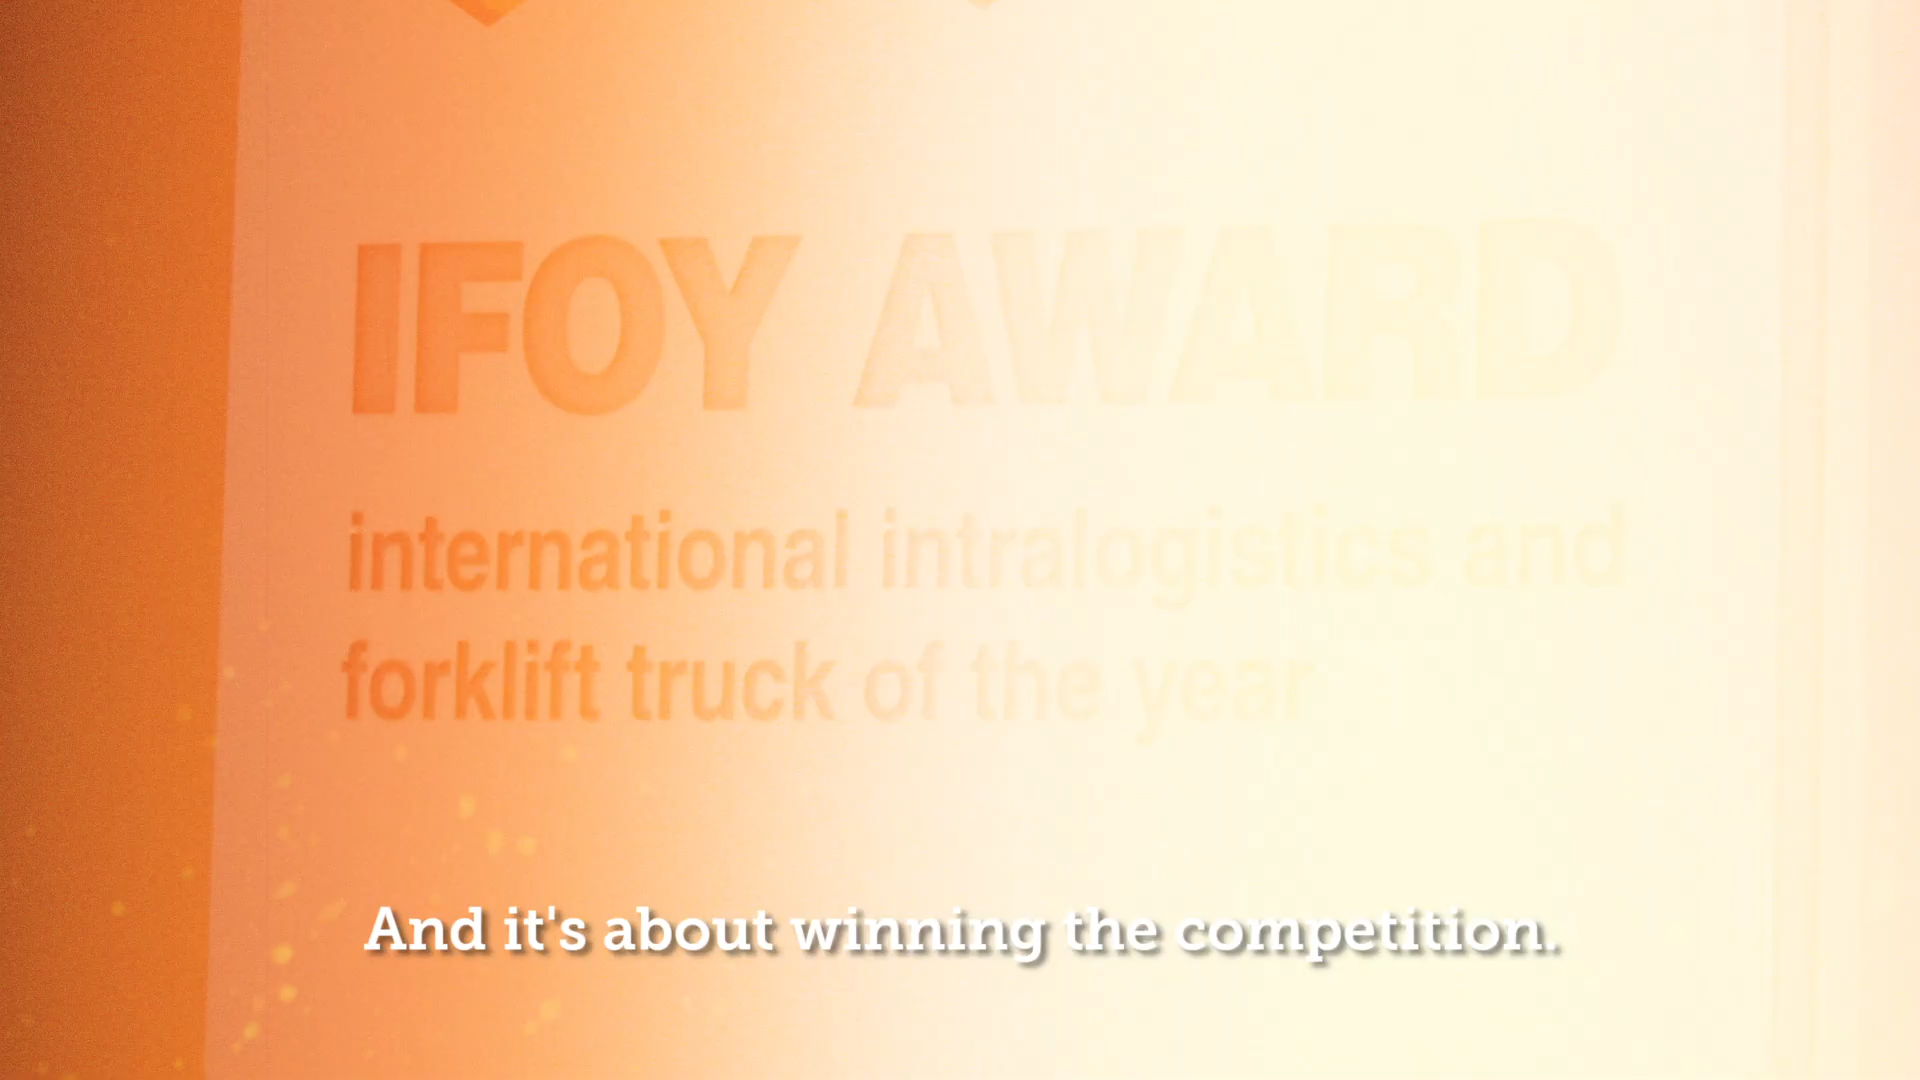 IFOY AWARD
international intralogistics and
forklift truck of the year
And it's about winning the competition.